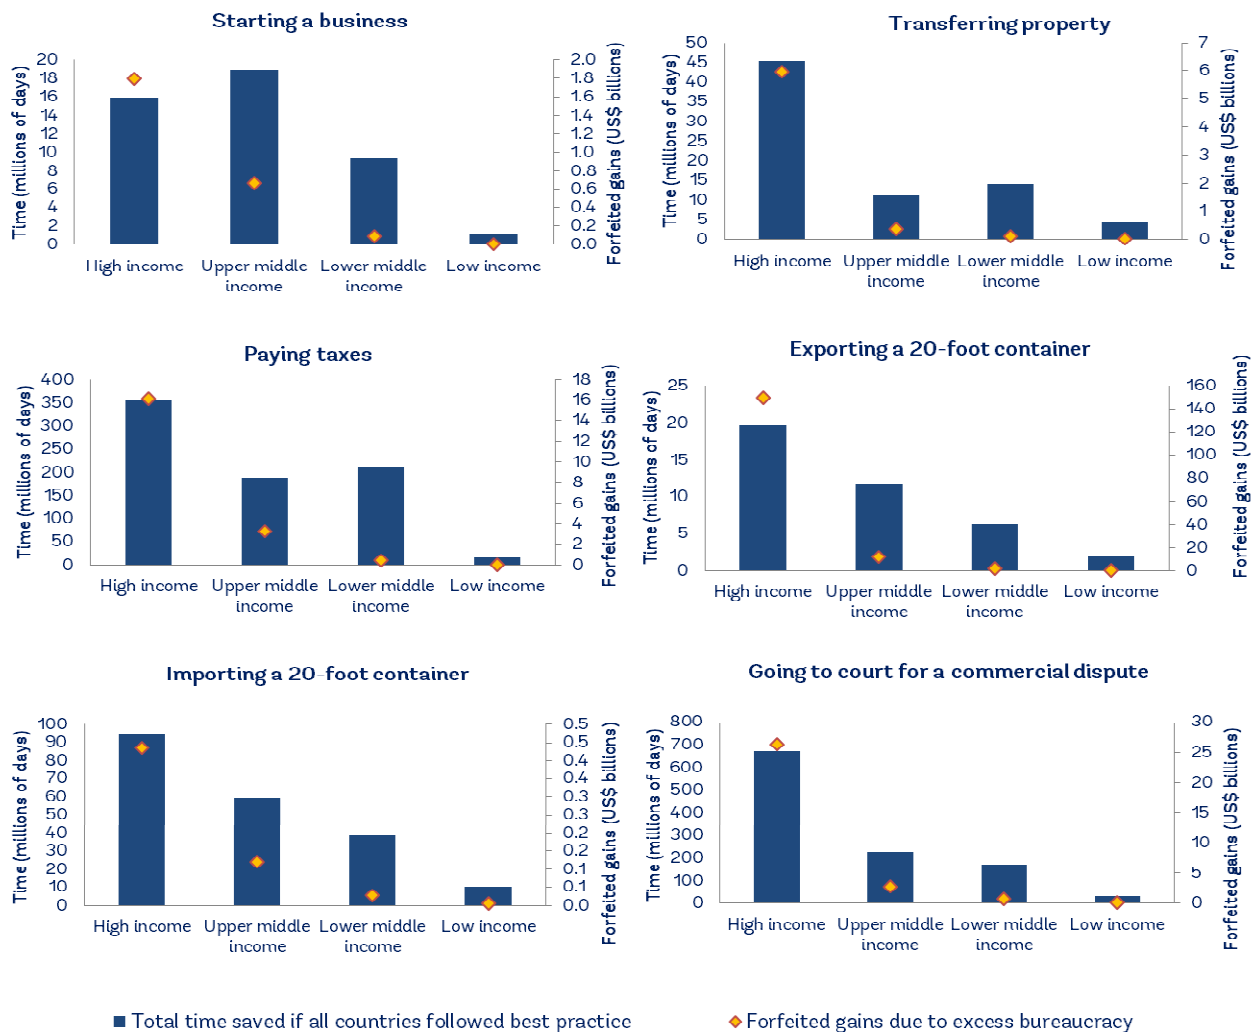 Starting a business
Time (millions of days)
20
18
16
14
12
10
8
6
4
2
0
2.0
1.8
1.6
1.4
1.2
1.0
0.8
0.6
0.4
0.2
0.0
Forfeited gains (US$ billions)
High income
Upper middle income
Lower middle income
Low income
Transferring property
Time (millions of days)
50
45
40
35
30
25
20
15
10
5
0
7
6
5
4
3
2
1
0
Forfeited gains (US$ billions)
High income
Upper middle income
Lower middle income
Low income
Paying taxes
Time (millions of days)
400
350
300
250
200
150
100
50
0
18
16
14
12
10
8
6
4
2
0
Forfeited gains (US$ billions)
High income
Upper middle income
Lower middle income
Low income
Exporting a 20-foot container
Time (millions of days)
25
20
15
10
5
0
160
140
120
100
80
60
40
20
0
Forfeited gains (US$ billions)
High income
Upper middle income
Lower middle income
Low income
Importing a 20-foot container
Time (millions of days)
100
90
80
70
60
50
40
30
20
10
0
0.5
0.5
0.4
0.4
0.3
0.3
0.2
0.2
0.1
0.1
0.0
Forfeited gains (US$ billions)
High income
Upper middle income
Lower middle income
Low income
Going to court for a commercial dispute
Time (millions of days)
800
700
600
500
400
300
200
100
0
30
25
20
15
10
5
0
Forfeited gains (US$ billions)
High income
Upper middle income
Lower middle income
Low income
Total time saved if all countries followed best practice
Forfeited gains due to excess bureaucracy